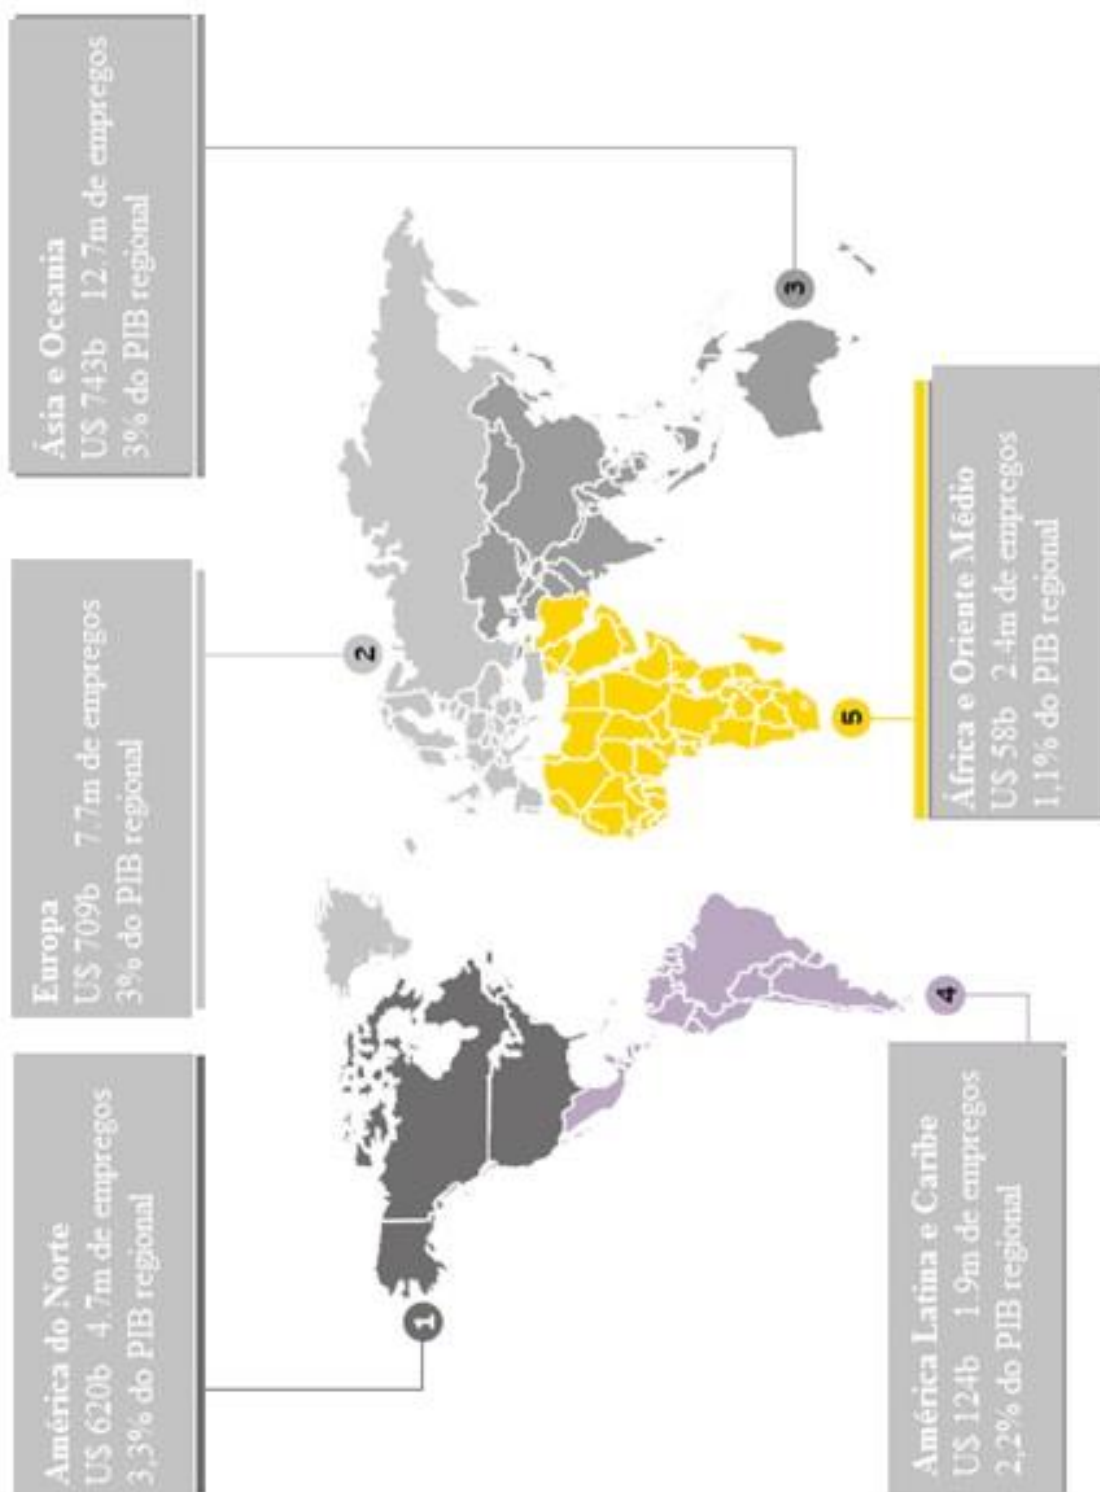 América do Norte
US 620b 4,7m de empregos
3,3% do PIB regional
Europa
US 709b 7.7m de empregos
3% do PIB regional
Ásia e Oceania
US 743b 12,7m de empregos
3% do PIB regional
1
2
3
4
5
América Latina e Caribe
US 124b 1.9m de empregos
2,2% do PIB regional
África e Oriente Médio
US 58b 2.4m de empregos
1,1% do PIB regional